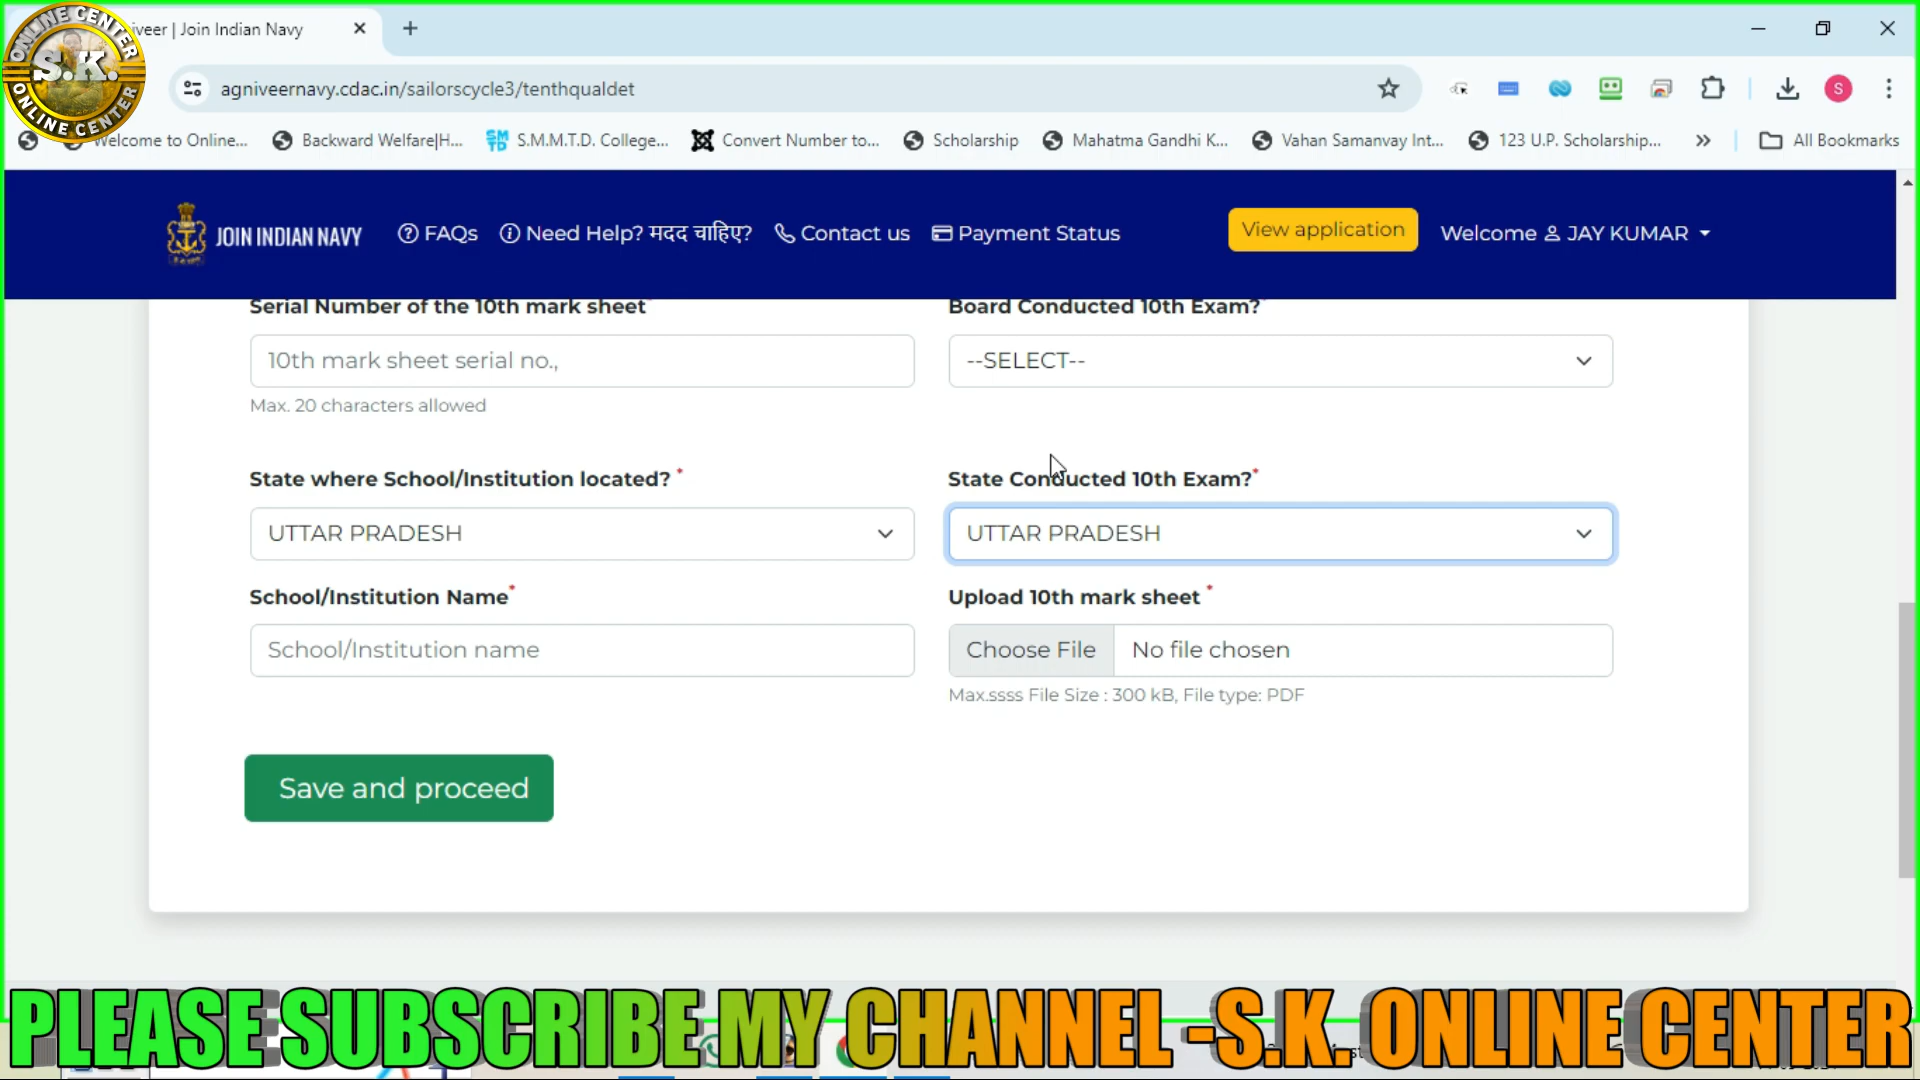 iveer | Join Indian Navy
ONLINE CENTER
S.K.
ONLINE CENTER
agniveernavy.cdac.in/sailorscycle3/tenthqualdet
S
Welcome to Online...
Backward Welfare|H...
S.M.M.T.D. College...
Convert Number to...
Scholarship
Mahatma Gandhi K...
Vahan Samanvay Int...
123 U.P. Scholarship...
All Bookmarks
JOIN INDIAN NAVY
FAQs
Need Help? मदद चाहिए?
Contact us
Payment Status
View application
Welcome JAY KUMAR
Serial Number of the 10th mark sheet
Board Conducted 10th Exam?
10th mark sheet serial no.,
--SELECT--
Max. 20 characters allowed
State where School/Institution located? *
State Conducted 10th Exam?*
UTTAR PRADESH
UTTAR PRADESH
School/Institution Name*
Upload 10th mark sheet *
School/Institution name
Choose File No file chosen
Max.ssss File Size : 300 kB, File type: PDF
Save and proceed
PLEASE SUBSCRIBE MY CHANNEL -S.K. ONLINE CENTER